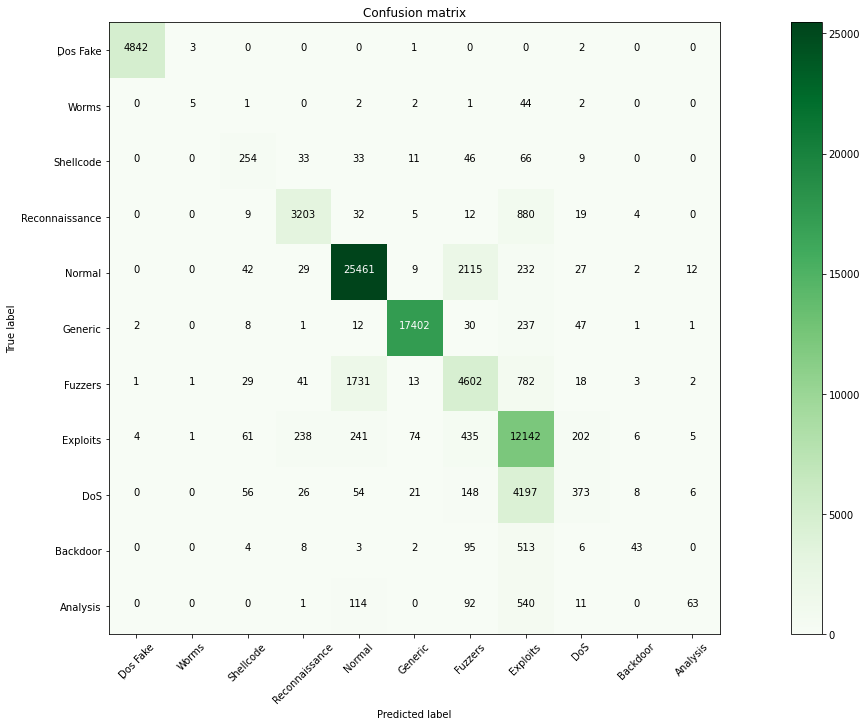 Confusion matrix
Dos Fake 4842 3 0 0 0 1 0 0 2 0 0
Worms 0 5 1 0 2 2 1 44 2 0 0
Shellcode 0 0 254 33 33 11 46 66 9 0 0
Reconnaissance 0 0 9 3203 32 5 12 880 19 4 0
Normal 0 0 42 29 25461 9 2115 232 27 2 12
Generic 2 0 8 1 12 17402 30 237 47 1 1
Fuzzers 1 1 29 41 1731 13 4602 782 18 3 2
Exploits 4 1 61 238 241 74 435 12142 202 6 5
DoS 0 0 56 26 54 21 148 4197 373 8 6
Backdoor 0 0 4 8 3 2 95 513 6 43 0
Analysis 0 0 0 1 114 0 92 540 11 0 63
True label
Dos Fake Worms Shellcode Reconnaissance Normal Generic Fuzzers Exploits DoS Backdoor Analysis
Predicted label
25000
20000
15000
10000
5000
0